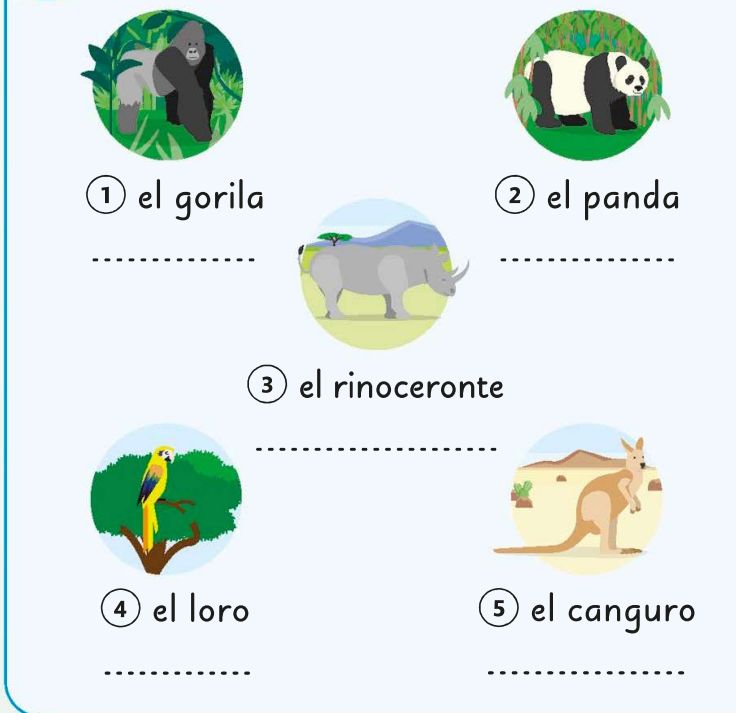 1 el gorila
2 el panda
3 el rinoceronte
4 el loro
5 el canguro